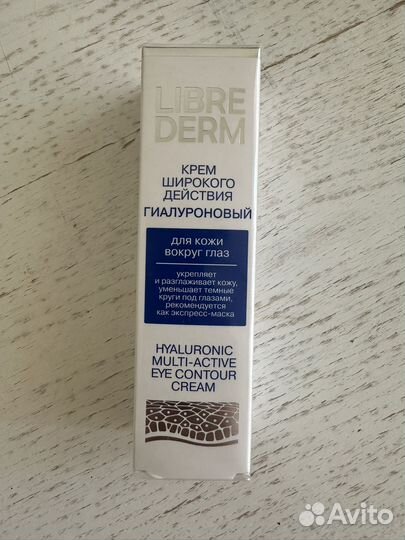 LIBRE
DERM
КРЕМ
ШИРОКОГО
ДЕЙСТВИЯ
ГИАЛУРОНОВЫЙ
для кожи
вокруг глаз
укрепляет
и разглаживает кожу,
уменьшает темные
круги под глазами,
рекомендуется
как экспресс-маска
HYALURONIC
MULTI-ACTIVE
EYE CONTOUR
CREAM
Avito